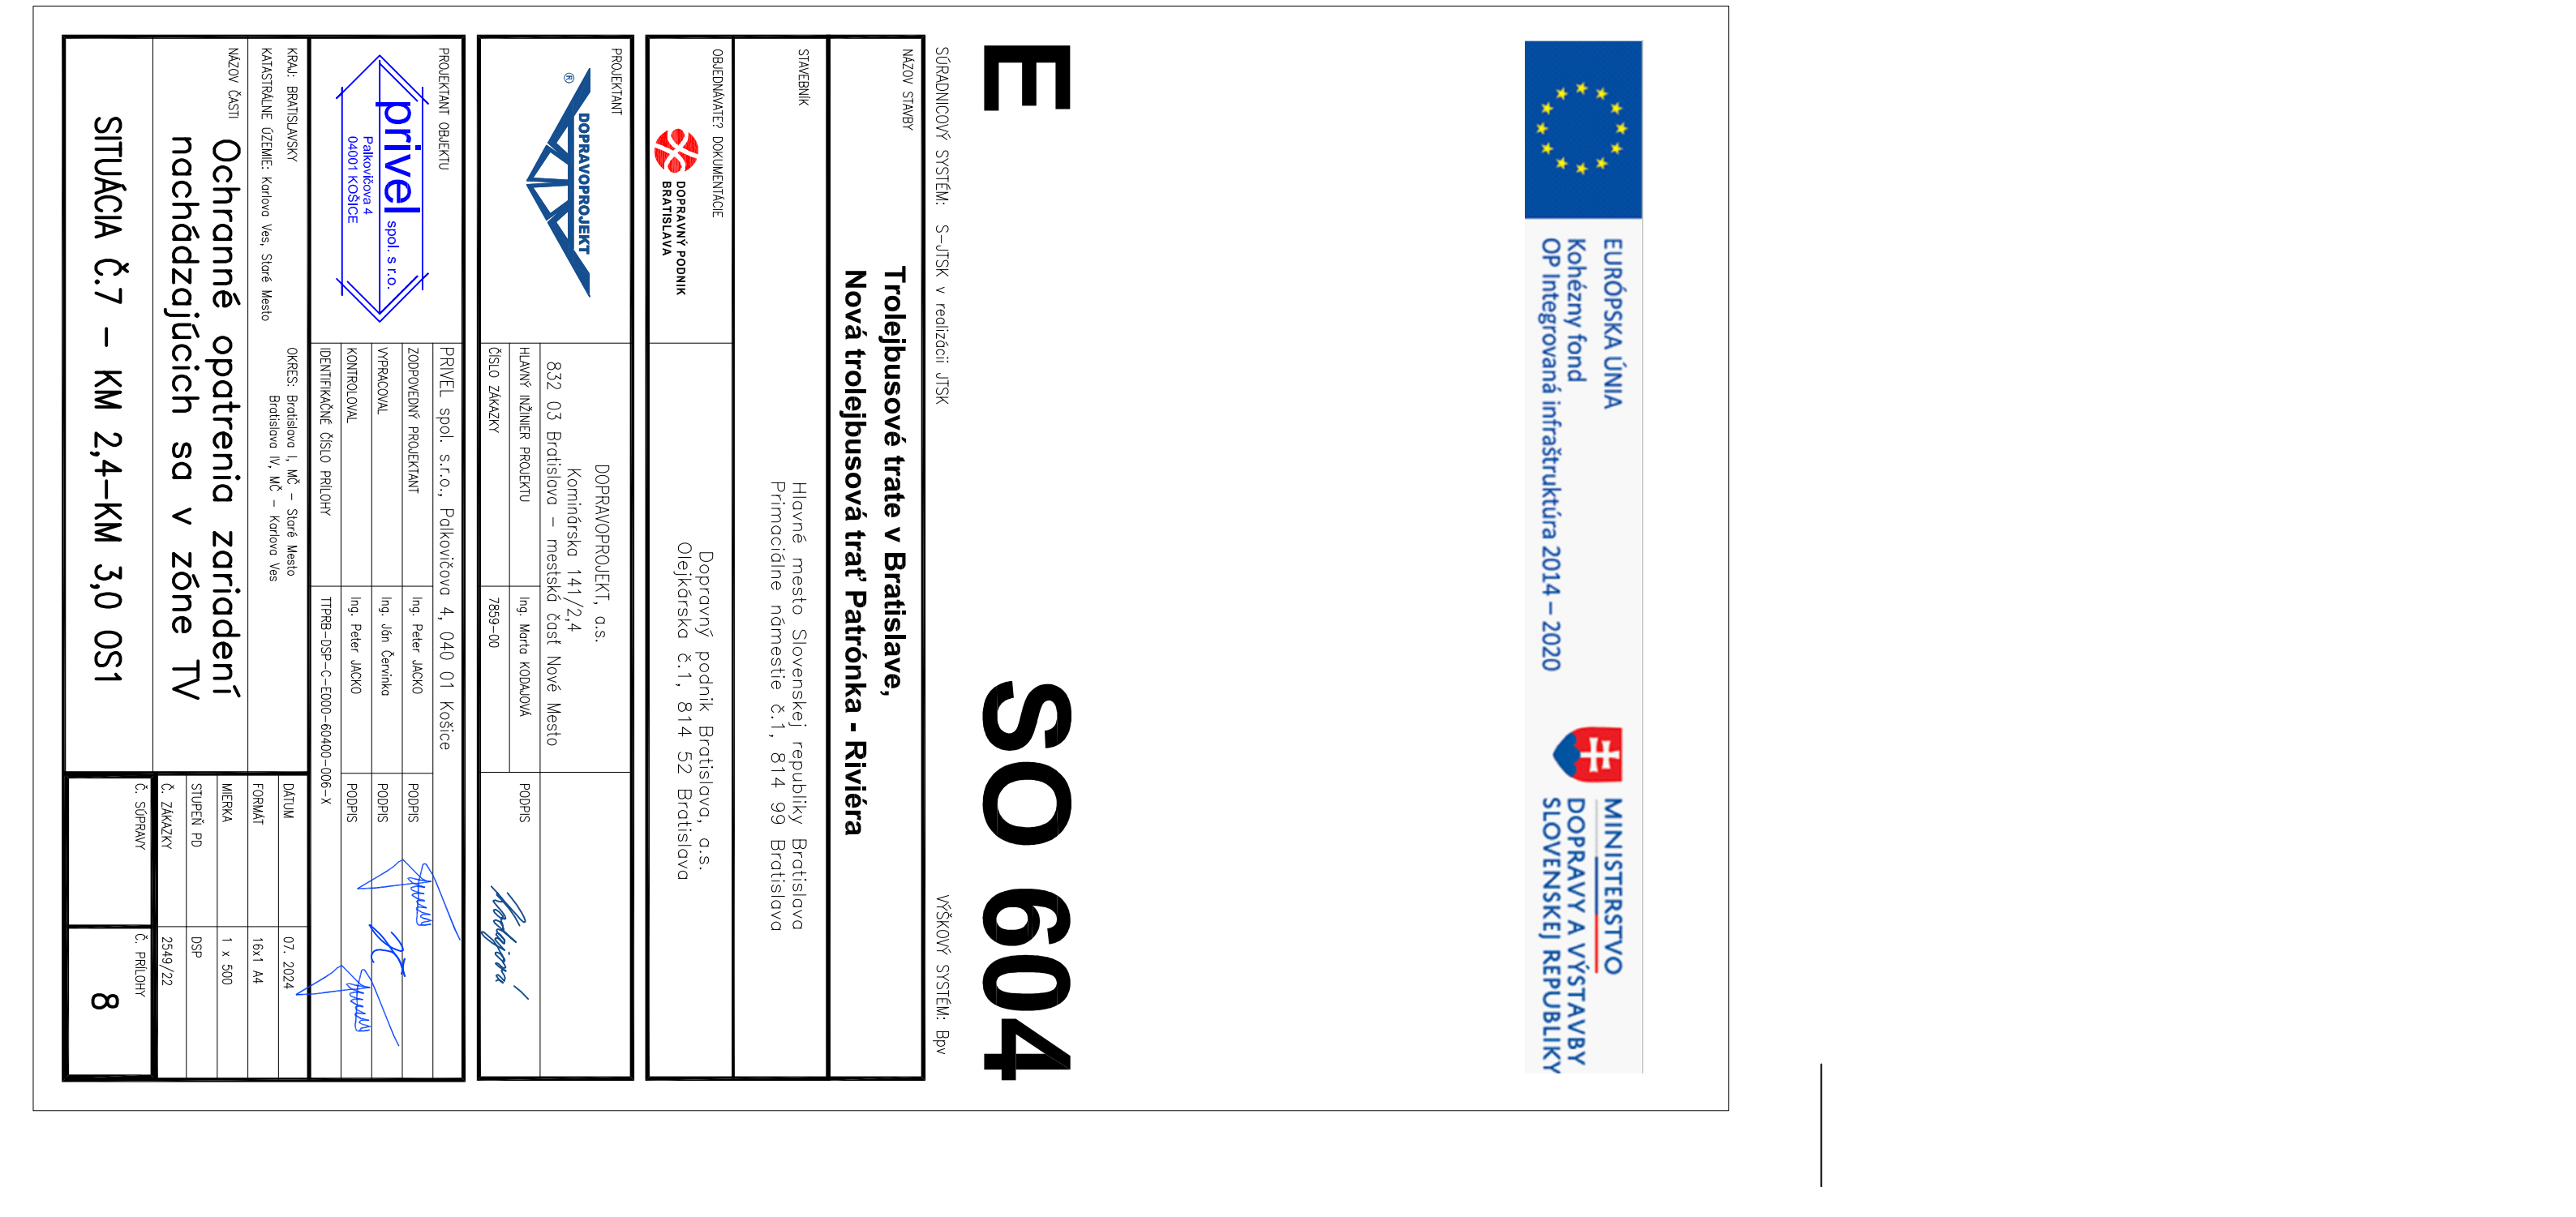 EURÓPSKA ÚNIA
Kohézny fond
OP Integrovaná infraštruktúra 2014 – 2020
MINISTERSTVO
DOPRAVY A VÝSTAVBY
SLOVENSKEJ REPUBLIKY
E SO 604
SÚRADNICOVÝ SYSTÉM: S-JTSK v realizácii JTSK
VÝŠKOVÝ SYSTÉM: Bpv
NÁZOV STAVBY
Trolejbusové trate v Bratislave,
Nová trolejbusová trať Patrónka - Riviéra
STAVEBNÍK
Hlavné mesto Slovenskej republiky Bratislava
Primaciálne námestie č.1, 814 99 Bratislava
OBJEDNÁVATE? DOKUMENTÁCIE
DOPRAVNÝ PODNIK
BRATISLAVA
Dopravný podnik Bratislava, a.s.
Olejkárska č.1, 814 52 Bratislava
PROJEKTANT
DOPRAVOPROJEKT
®
DOPRAVOPROJEKT, a.s.
Kominárska 141/2,4
832 03 Bratislava – mestská časť Nové Mesto
HLAVNÝ INŽINIER PROJEKTU Ing. Marta KODAJOVÁ PODPIS
ČÍSLO ZÁKAZKY 7859-00
PROJEKTANT OBJEKTU
privel spol. s r.o.
Palkovičova 4
04001 KOŠICE
PRIVEL spol. s.r.o., Palkovičova 4, 040 01 Košice
ZODPOVEDNÝ PROJEKTANT Ing. Peter JACKO PODPIS
VYPRACOVAL Ing. Ján Červinka PODPIS
KONTROLOVAL Ing. Peter JACKO PODPIS
IDENTIFIKAČNÉ ČÍSLO PRÍLOHY TTPRB-DSP-C-E000-60400-006-X
KRAJ: BRATISLAVSKY
OKRES: Bratislava I, MČ – Staré Mesto
Bratislava IV, MČ – Karlova Ves
KATASTRÁLNE ÚZEMIE: Karlova Ves, Staré Mesto
DÁTUM 07. 2024
FORMÁT 16x1 A4
MIERKA 1 x 500
STUPEŇ PD DSP
Č. ZÁKAZKY 2549/22
NÁZOV ČASTI
Ochranné opatrenia zariadení
nachádzajúcich sa v zóne TV
SITUÁCIA Č.7 – KM 2,4-KM 3,0 OS1
Č. SÚPRAVY
Č. PRÍLOHY
8